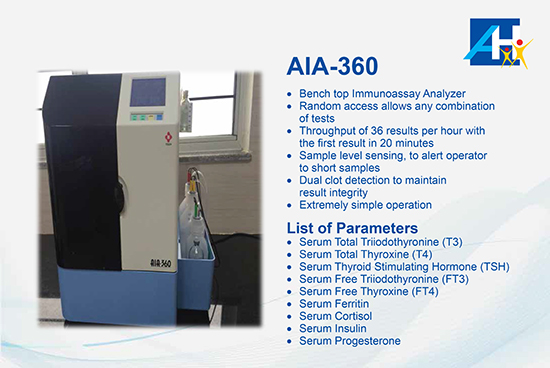 AH
AIA-360
• Bench top Immunoassay Analyzer
• Random access allows any combination
of tests
• Throughput of 36 results per hour with
the first result in 20 minutes
• Sample level sensing, to alert operator
to short samples
• Dual clot detection to maintain
result integrity
• Extremely simple operation
List of Parameters
• Serum Total Triiodothyronine (T3)
• Serum Total Thyroxine (T4)
• Serum Thyroid Stimulating Hormone (TSH)
• Serum Free Triiodothyronine (FT3)
• Serum Free Thyroxine (FT4)
• Serum Ferritin
• Serum Cortisol
• Serum Insulin
• Serum Progesterone
AIA-360